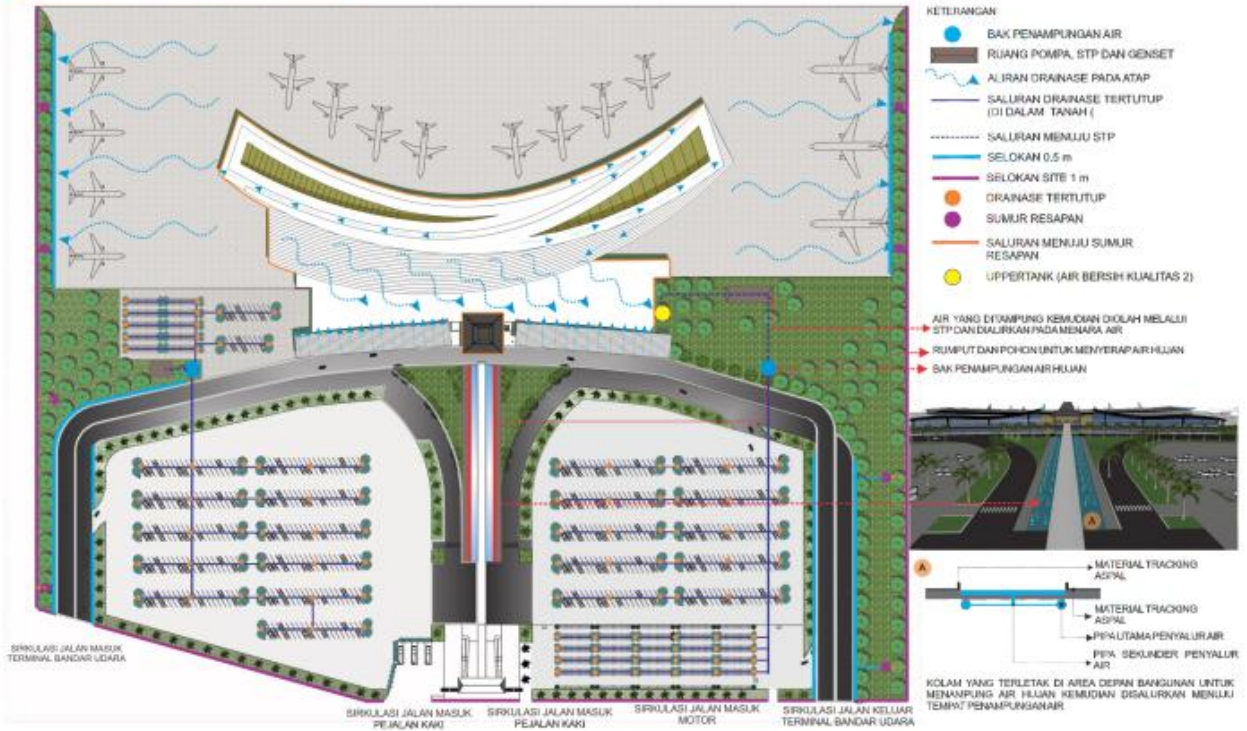 KETERANGAN
BAK PENAMPUNGAN AIR
RUANG POMPA, STP DAN GENSET
ALIRAN DRAINASE PADA ATAP
SALURAN DRAINASE TERTUTUP
(DI DALAM TANAH (
SALURAN MENUJU STP
SELOKAN 0.5 m
SELOKAN SITE 1 m
DRAINASE TERTUTUP
SUMUR RESAPAN
SALURAN MENUJU SUMUR
RESAPAN
UPPERTANK (AIR BERSIH KUALITAS 2)
AIR YANG DITAMPUNG KEMUDIAN DIOLAH MELALUI
STP DAN DIALIRKAN PADA MENARA AIR
RUMPUT DAN POHON UNTUK MENYERAP AIR HUJAN
BAK PENAMPUNGAN AIR HUJAN
A
A
MATERIAL TRACKING
ASPAL
MATERIAL TRACKING
ASPAL
PIPA UTAMA PENYALUR AIR
PIPA SEKUNDER PENYALUR
AIR
KOLAM YANG TERLETAK DI AREA DEPAN BANGUNAN UNTUK
MENAMPUNG AIR HUJAN KEMUDIAN DISALURKAN MENUJU
TEMPAT PENAMPUNGAN AIR
SIRKULASI JALAN MASUK
TERMINAL BANDAR UDARA
SIRKULASI JALAN MASUK
PEJALAN KAKI
SIRKULASI JALAN MASUK
PEJALAN KAKI
SIRKULASI JALAN MASUK
MOTOR
SIRKULASI JALAN KELUAR
TERMINAL BANDAR UDARA